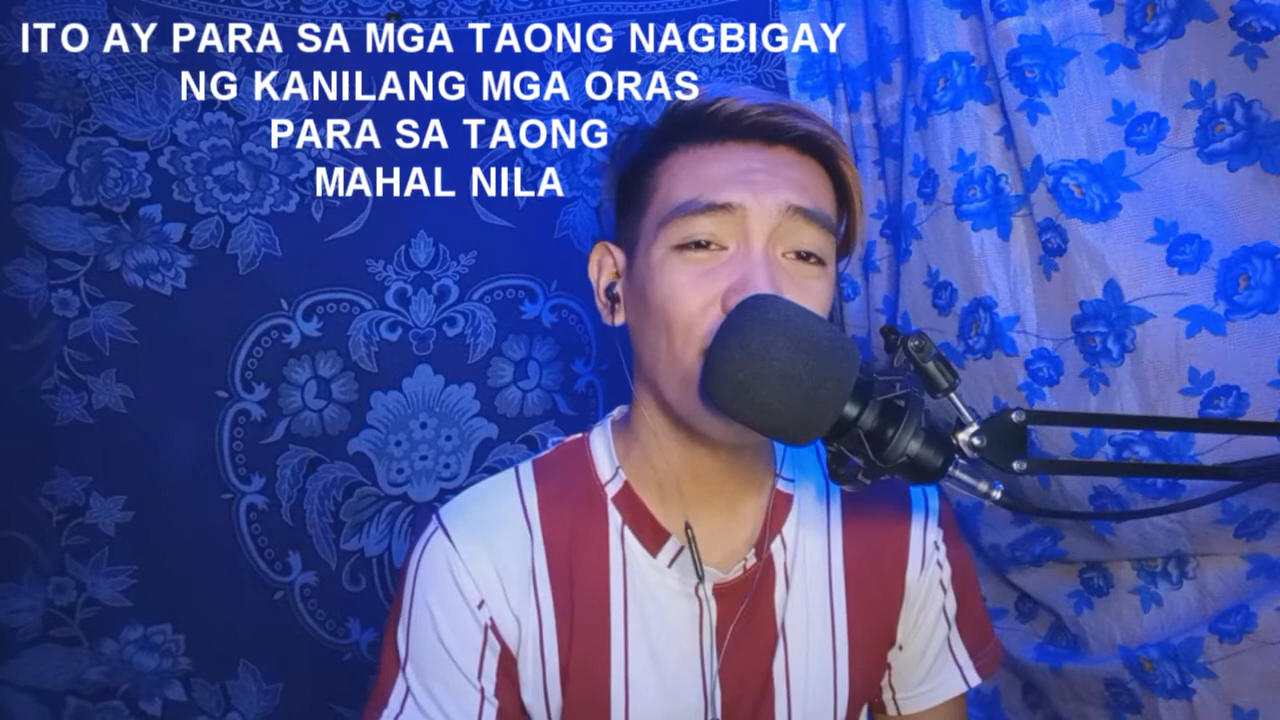 ITO AY PARA SA MGA TAONG NAGBIGAY
NG KANILANG MGA ORAS
PARA SA TAONG
MAHAL NILA